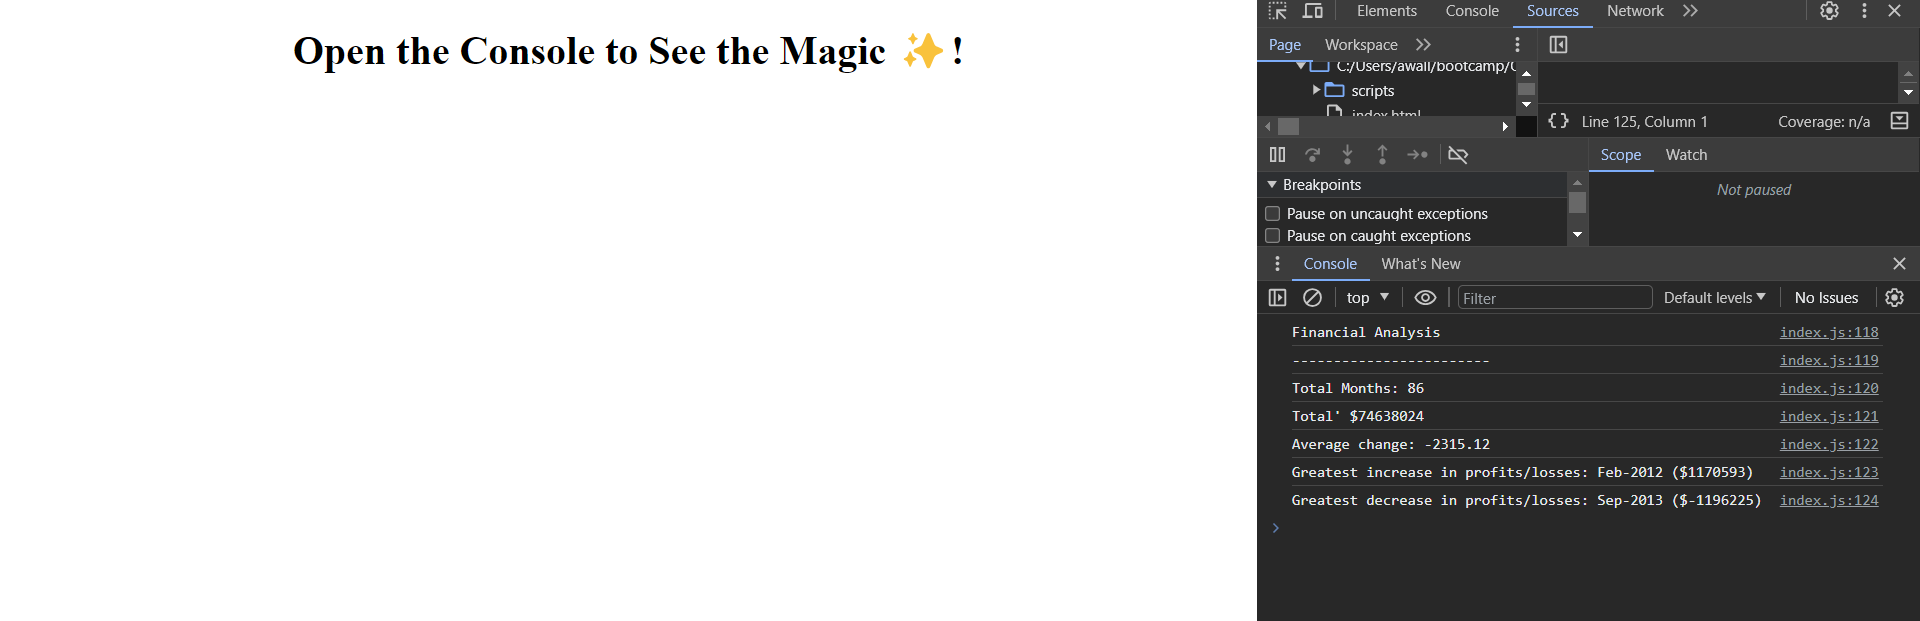 Open the Console to See the Magic ✨ !
Elements Console Sources Network
Page Workspace
C:/Users/awall/bootcamp/
scripts
index.html
{} Line 125, Column 1 Coverage: n/a
Scope Watch
Not paused
Breakpoints
Pause on uncaught exceptions
Pause on caught exceptions
Console What's New
top Filter Default levels No Issues
Financial Analysis index.js:118
------------------------ index.js:119
Total Months: 86 index.js:120
Total' $74638024 index.js:121
Average change: -2315.12 index.js:122
Greatest increase in profits/losses: Feb-2012 ($1170593) index.js:123
Greatest decrease in profits/losses: Sep-2013 ($-1196225) index.js:124